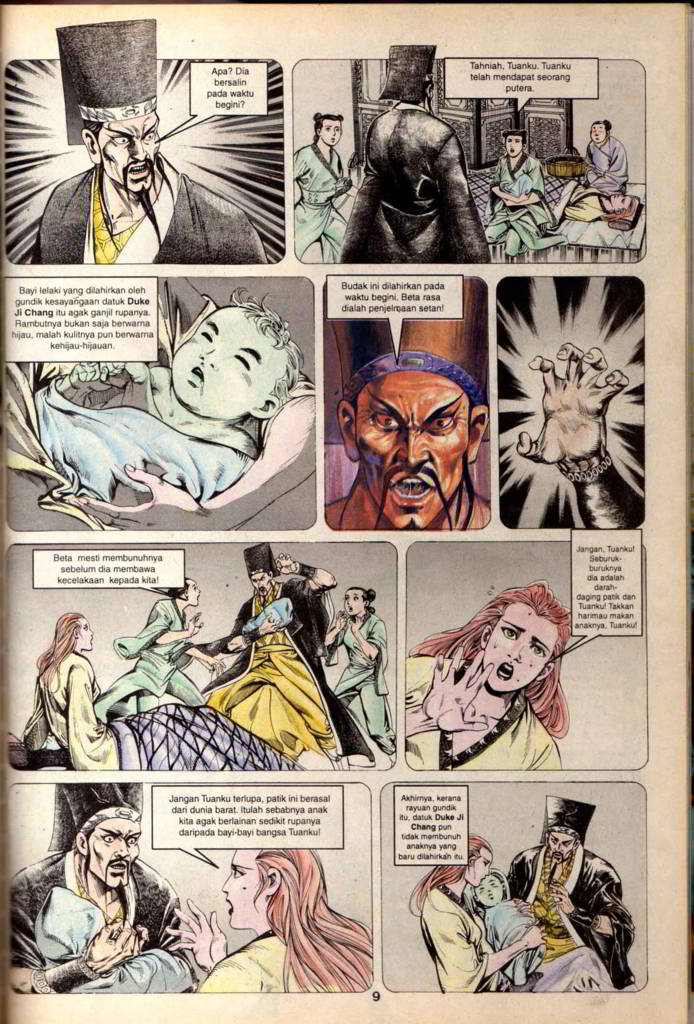 Apa? Dia
bersalin
pada waktu
begini?
Tahniah, Tuanku. Tuanku
telah mendapat seorang
putera.
Bayi lelaki yang dilahirkan oleh
gundik kesayangaan datuk Duke
Ji Chang itu agak ganjil rupanya.
Rambutnya bukan saja berwarna
hijau, malah kulitnya pun berwarna
kehijau-hijauan.
Budak ini dilahirkan pada
waktu begini. Beta rasa
dialah penjelmaan setan!
Beta mesti membunuhnya
sebelum dia membawa
kecelakaan kepada kita!
Jangan, Tuanku!
Seburuk-
buruknya
dia adalah
darah-
daging patik dan
Tuanku! Takkan
harimau makan
anaknya, Tuanku!
Jangan Tuanku terlupa, patik ini berasal
dari dunia barat. Itulah sebabnya anak
kita agak berlainan sedikit rupanya
daripada bayi-bayi bangsa Tuanku!
Akhirnya, kerana
rayuan gundik
itu, datuk Duke Ji
Chang pun
tidak membunuh
anaknya yang
baru dilahirkan itu.
9